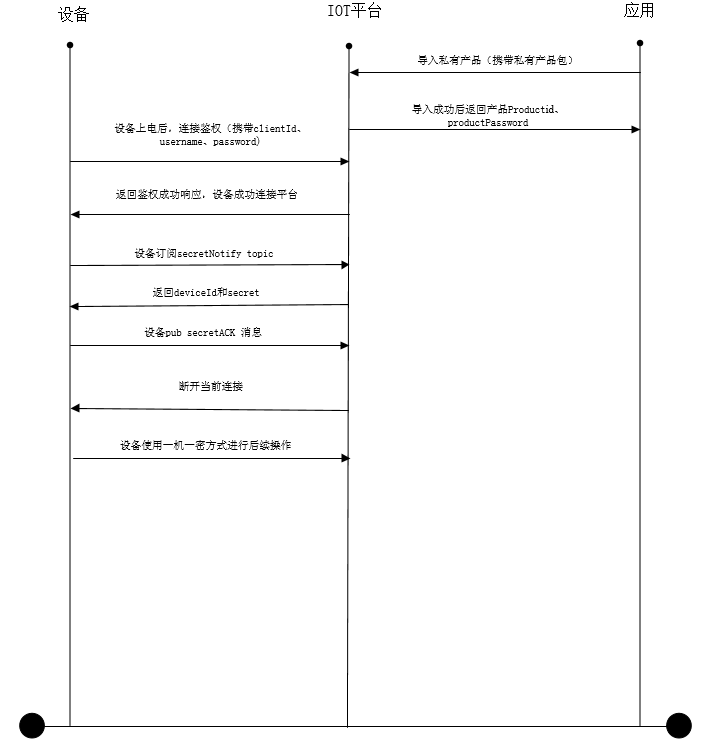 设备
IOT平台
应用
导入私有产品（携带私有产品包）
导入成功后返回产品Productid、
productPassword
设备上电后，连接鉴权（携带clientId、
username、password)
返回鉴权成功响应，设备成功连接平台
设备订阅secretNotify topic
返回deviceId和secret
设备pub secretACK 消息
断开当前连接
设备使用一机一密方式进行后续操作